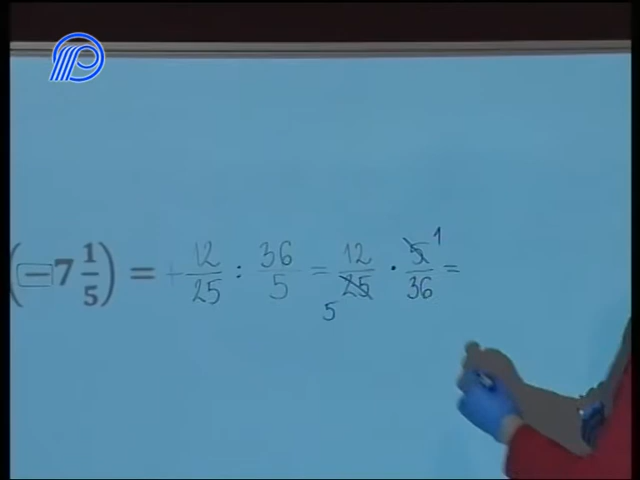 (−7 1/5) = + 12/25 : 36/5 = 12/25 · 5/36 =
5 1